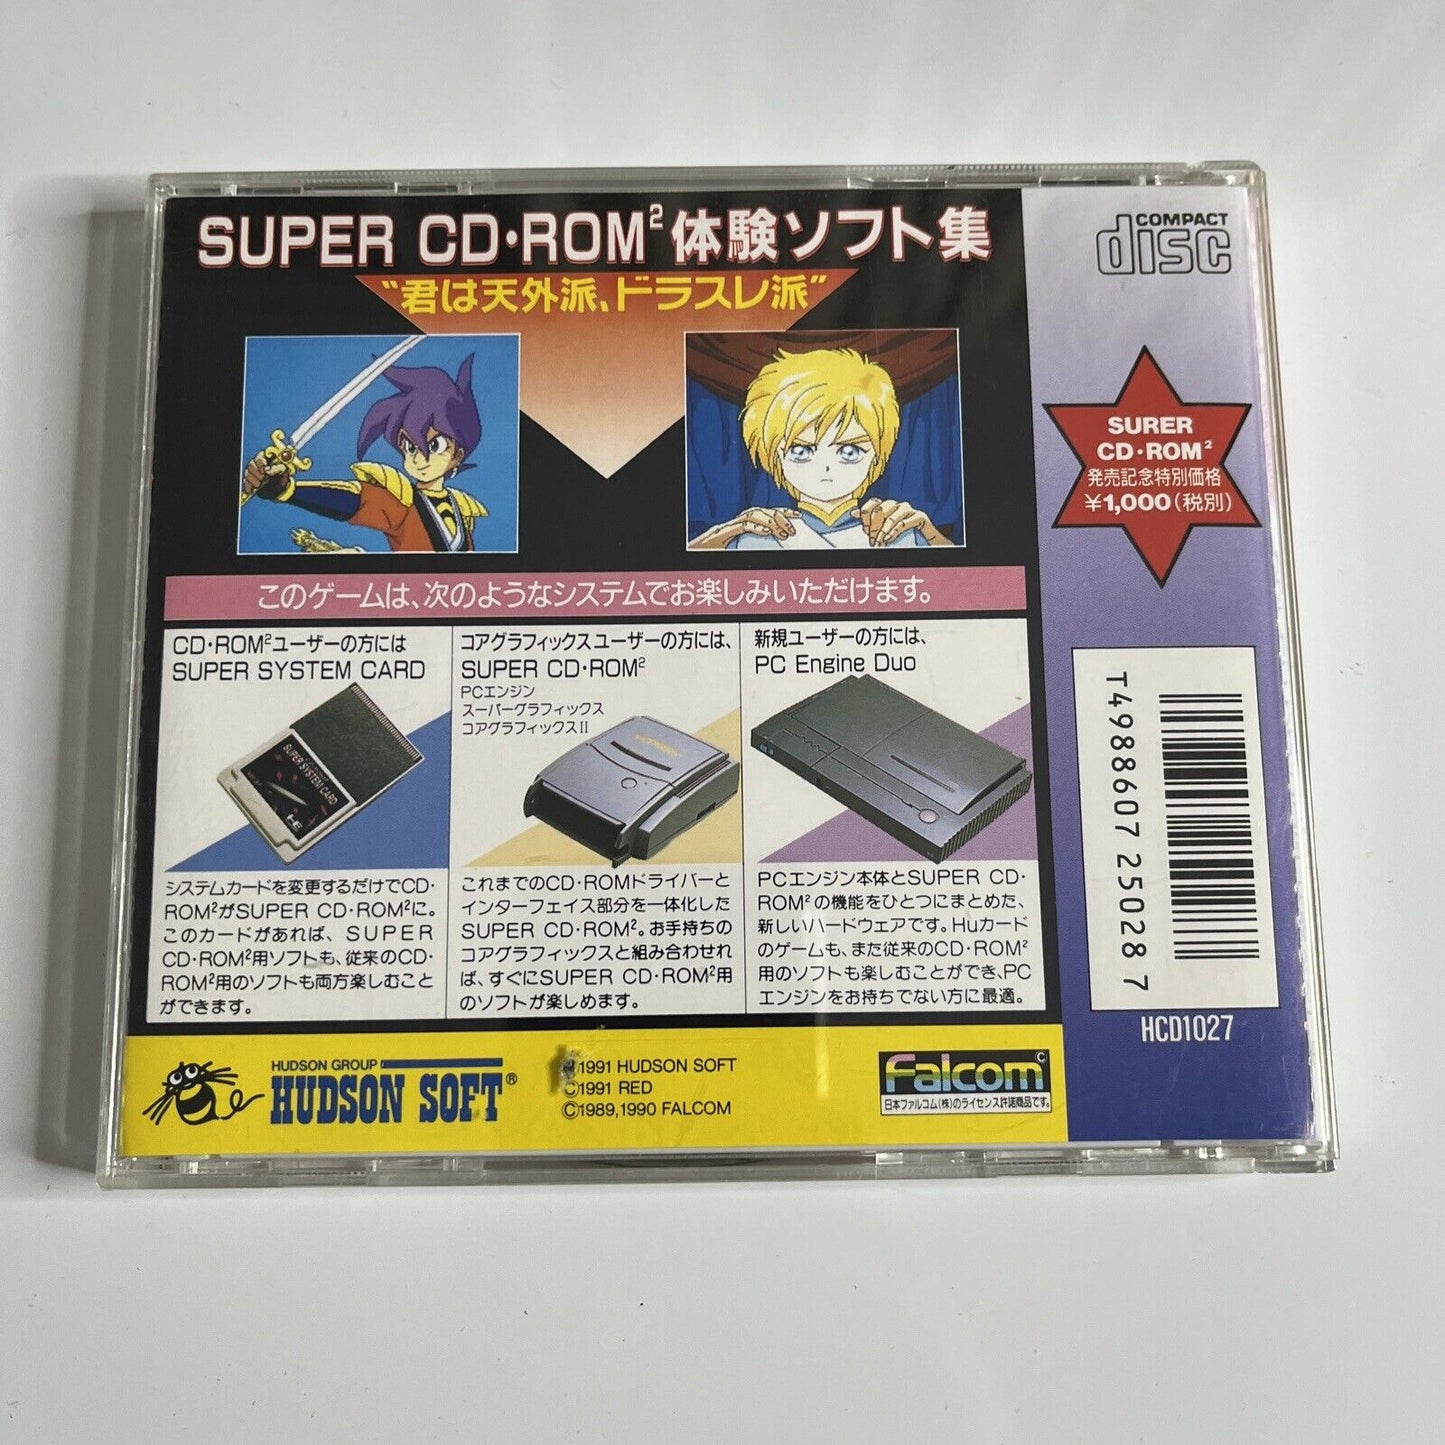 SUPER CD・ROM²体験ソフト集
"君は天外派、ドラスレ派"
COMPACT
disc
SURER
CD・ROM²
発売記念特別価格
¥1,000(税別)
このゲームは、次のようなシステムでお楽しみいただけます。
CD・ROM²ユーザーの方には
SUPER SYSTEM CARD
SUPER SYSTEM CARD
システムカードを変更するだけでCD・
ROM²がSUPER CD・ROM²に。
このカードがあれば、SUPER
CD・ROM²用ソフトも、従来のCD・
ROM²用のソフトも両方楽しむこと
ができます。
コアグラフィックスユーザーの方には、
SUPER CD・ROM²
PCエンジン
スーパーグラフィックス
コアグラフィックスII
これまでのCD・ROMドライバーと
インターフェイス部分を一体化した
SUPER CD・ROM²。お手持ちの
コアグラフィックスと組み合わせれ
ば、すぐにSUPER CD・ROM²用
のソフトが楽しめます。
新規ユーザーの方には、
PC Engine Duo
PCエンジン本体とSUPER CD・
ROM²の機能をひとつにまとめた、
新しいハードウェアです。Huカード
のゲームも、また従来のCD・ROM²
用のソフトも楽しむことができ、PC
エンジンをお持ちでない方に最適。
T4988607250287
HCD1027
HUDSON GROUP
HUDSON SOFT®
©1991 HUDSON SOFT
©1991 RED
©1989,1990 FALCOM
Falcom©
日本ファルコム(株)のライセンス許諾商品です。